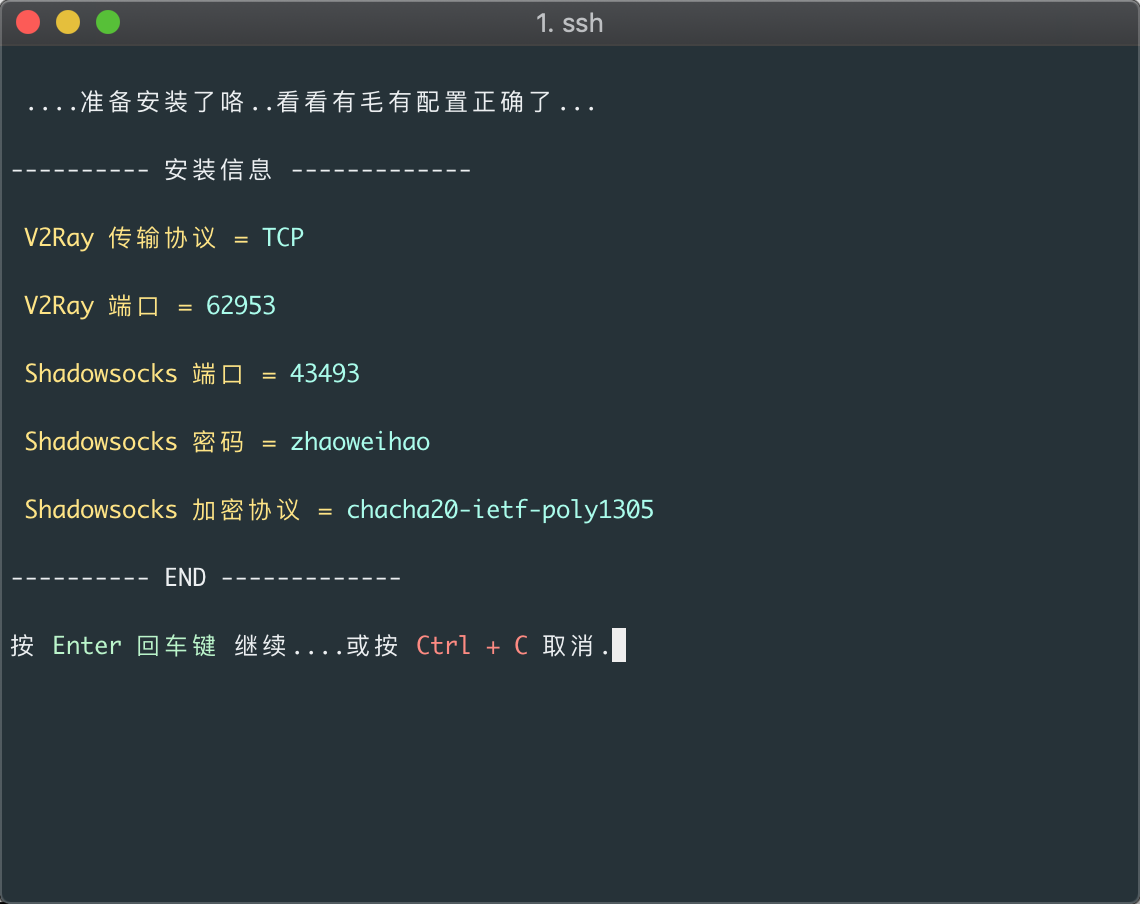 1. ssh
....准备安装了咯..看看有毛有配置正确了...
---------- 安装信息 -------------
V2Ray 传输协议 = TCP
V2Ray 端口 = 62953
Shadowsocks 端口 = 43493
Shadowsocks 密码 = zhaoweihao
Shadowsocks 加密协议 = chacha20-ietf-poly1305
---------- END -------------
按 Enter 回车键 继续....或按 Ctrl + C 取消.